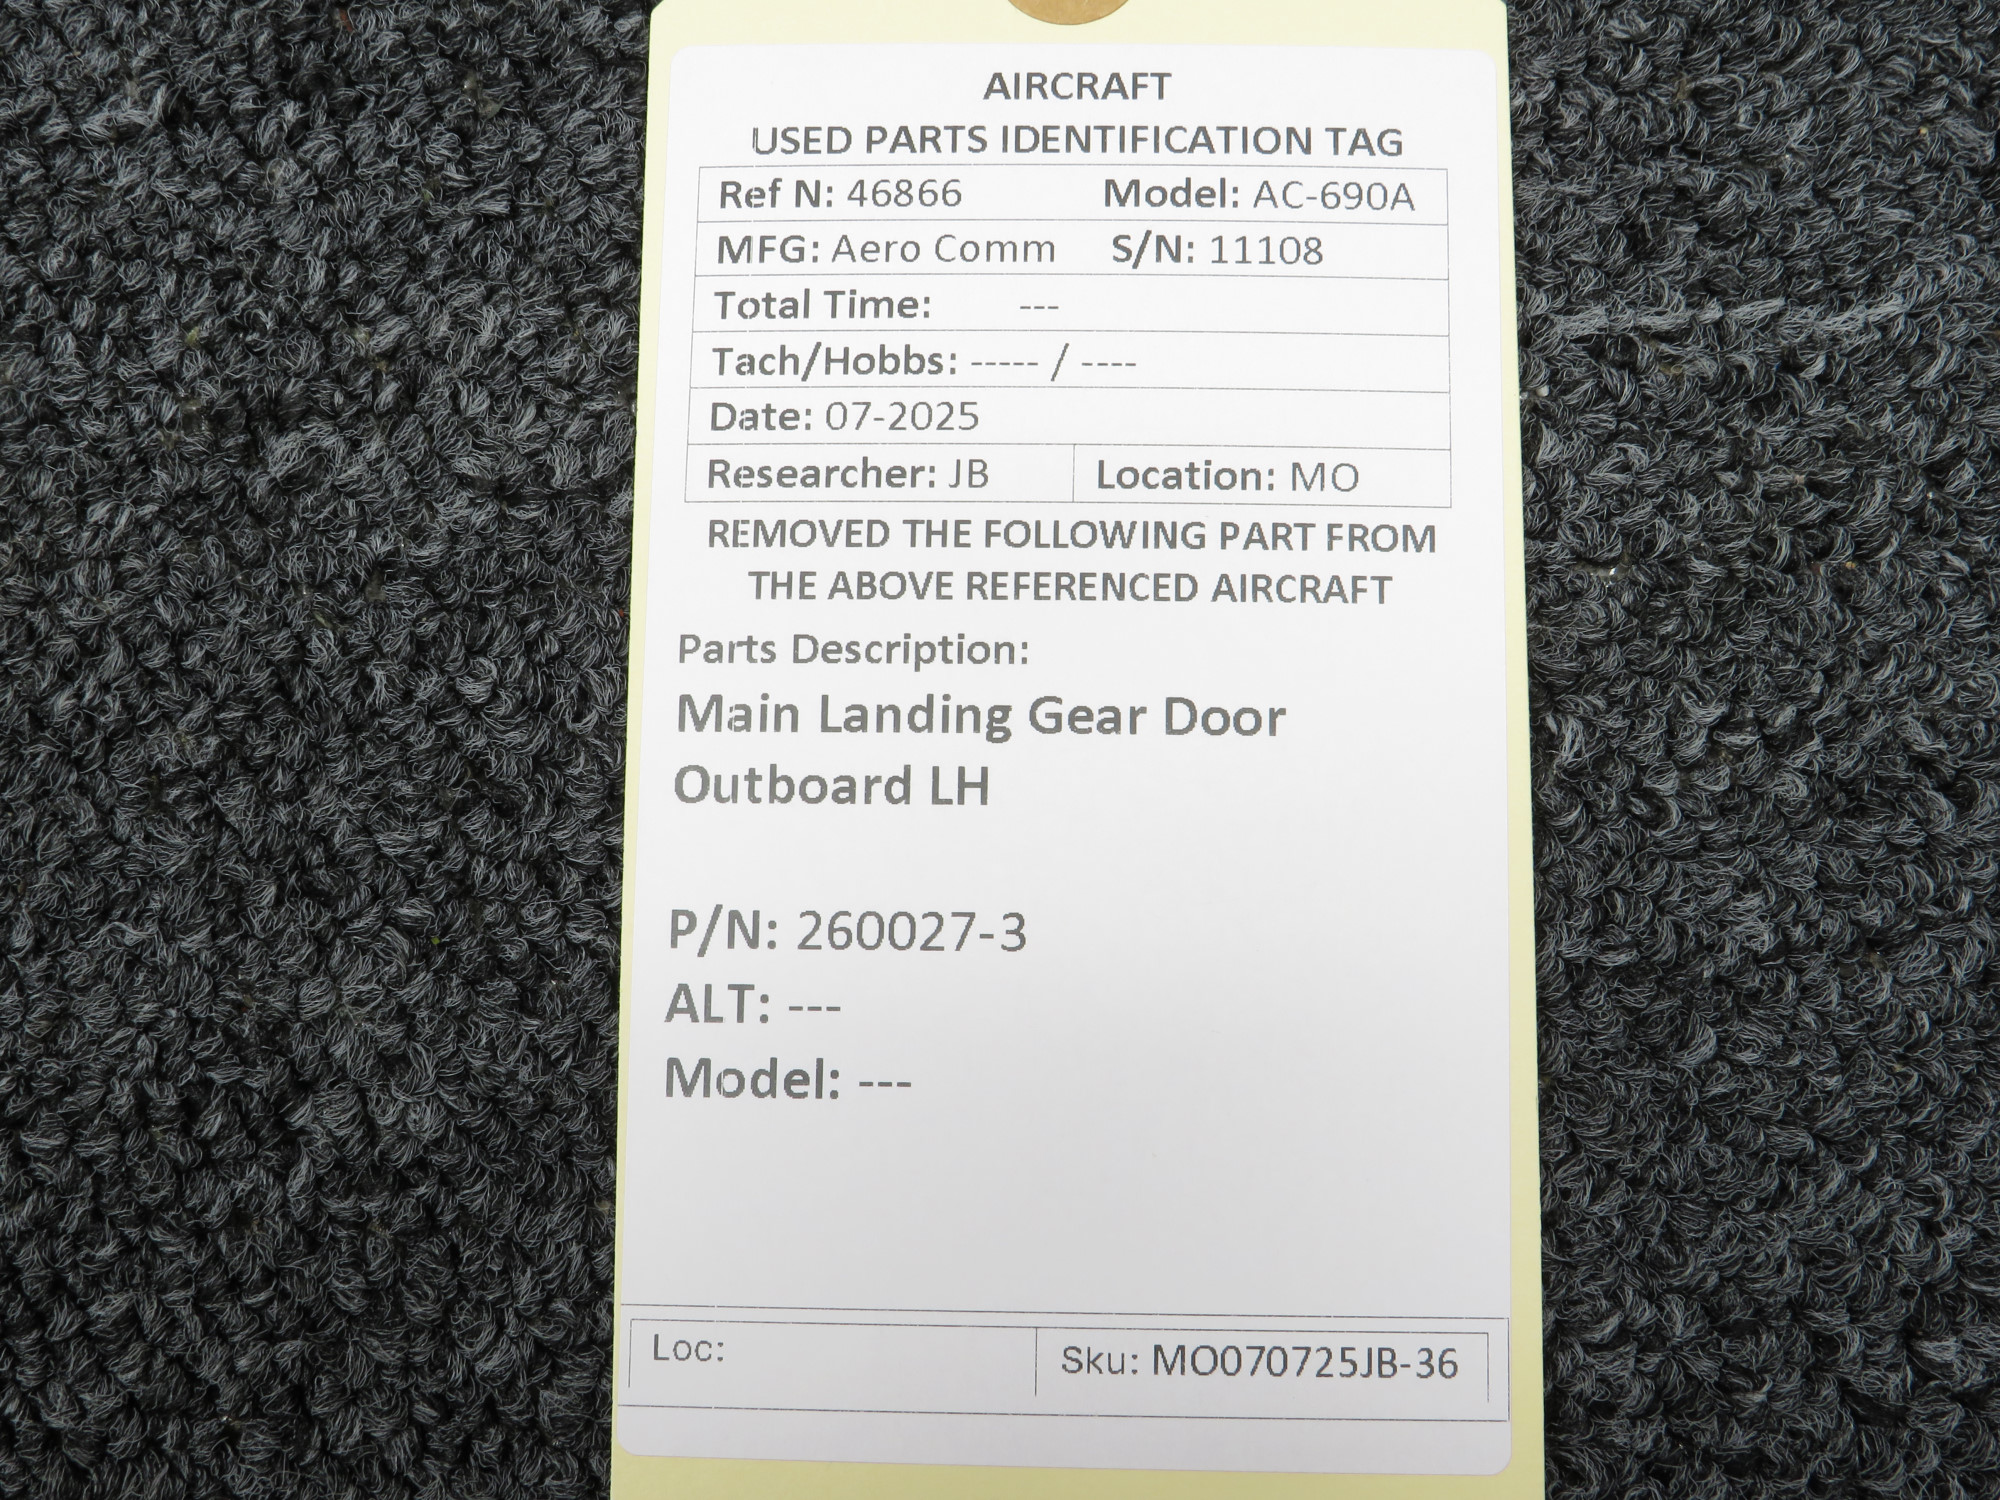 AIRCRAFT
USED PARTS IDENTIFICATION TAG
Ref N: 46866 Model: AC-690A
MFG: Aero Comm S/N: 11108
Total Time: ---
Tach/Hobbs: ----- / ----
Date: 07-2025
Researcher: JB Location: MO
REMOVED THE FOLLOWING PART FROM
THE ABOVE REFERENCED AIRCRAFT
Parts Description:
Main Landing Gear Door
Outboard LH
P/N: 260027-3
ALT: ---
Model: ---
Loc: Sku: MO070725JB-36